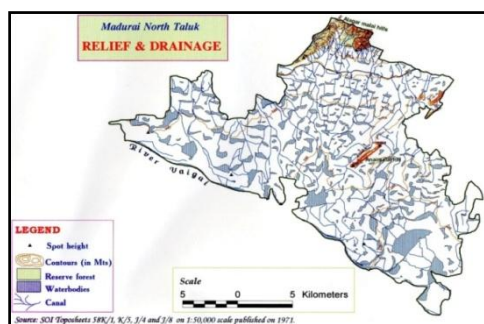 Madurai North Taluk
RELIEF & DRAINAGE
River Vaigai
LEGEND
Spot height
Contours (in Mts)
Reserve forest
Waterbodies
Canal
Scale
5 0 5 Kilometers
Source: SOI Toposheets 58K/1, K/5, J/4 and J/8 on 1:50,000 scale published on 1971.